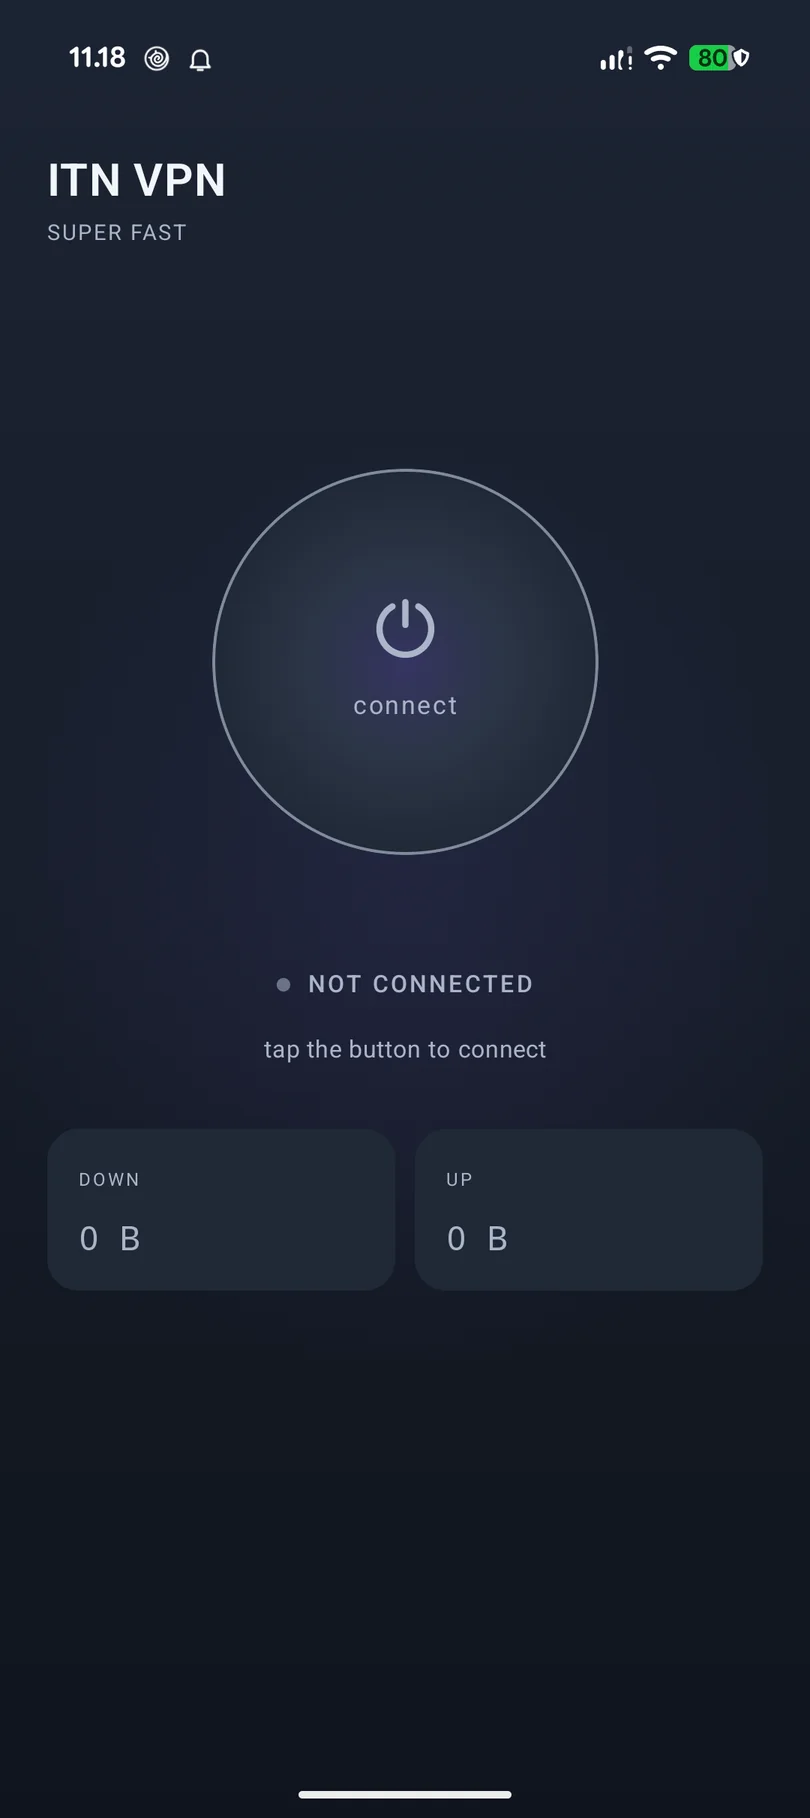 11.18
80
ITN VPN
SUPER FAST
connect
NOT CONNECTED
tap the button to connect
DOWN
UP
0 B
0 B